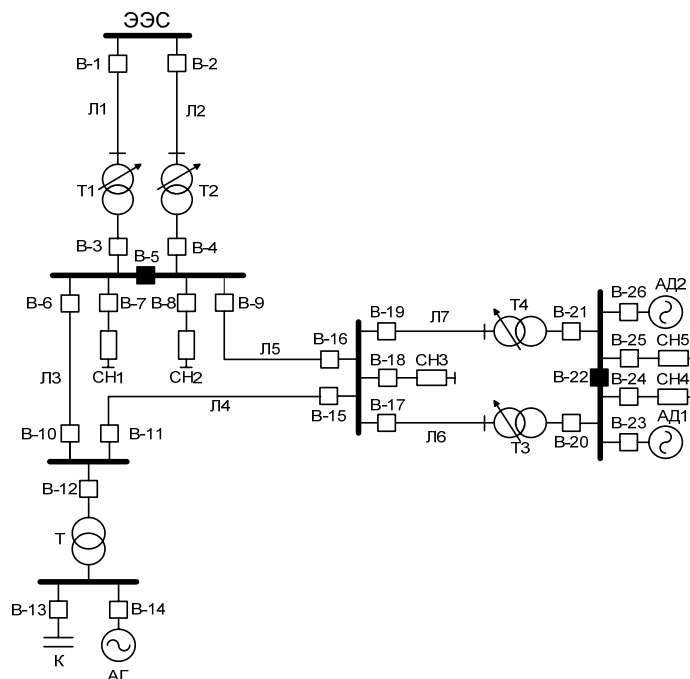 ЭЭС
В-1
В-2
Л1
Л2
Т1
Т2
В-3
В-4
В-5
В-6
В-7
В-8
В-9
СН1
СН2
Л3
Л5
Л4
В-10
В-11
В-12
Т
В-13
В-14
К
АГ
В-19
Л7
Т4
В-21
В-16
В-18
СН3
В-15
В-17
Л6
Т3
В-20
В-26
АД2
В-25
СН5
В-22
В-24
СН4
АД1
В-23